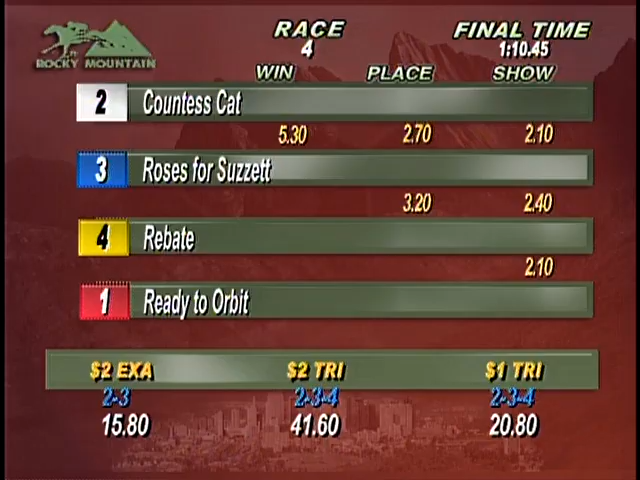 ROCKY MOUNTAIN
RACE
4
FINAL TIME
1:10.45
WIN PLACE SHOW
2 Countess Cat
5.30 2.70 2.10
3 Roses for Suzzett
3.20 2.40
4 Rebate
2.10
1 Ready to Orbit
$2 EXA $2 TRI $1 TRI
2-3 2-3-4 2-3-4
15.80 41.60 20.80